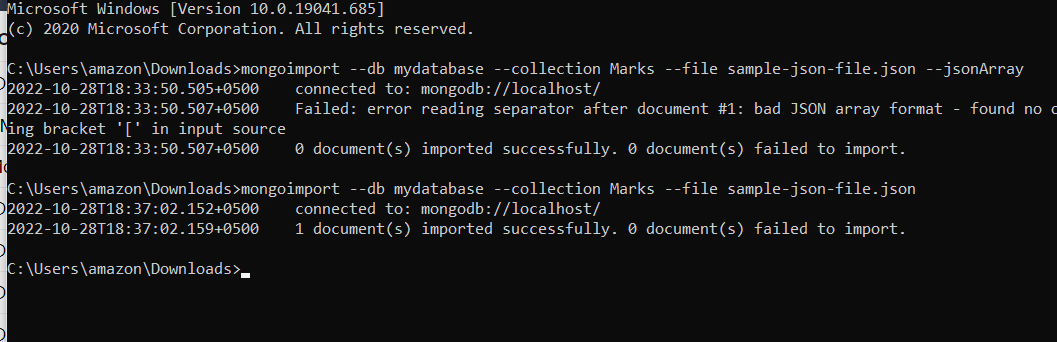 Microsoft Windows [Version 10.0.19041.685]
(c) 2020 Microsoft Corporation. All rights reserved.
C:\Users\amazon\Downloads>mongoimport --db mydatabase --collection Marks --file sample-json-file.json --jsonArray
2022-10-28T18:33:50.505+0500    connected to: mongodb://localhost/
2022-10-28T18:33:50.507+0500    Failed: error reading separator after document #1: bad JSON array format - found no
ing bracket '[' in input source
2022-10-28T18:33:50.507+0500    0 document(s) imported successfully. 0 document(s) failed to import.
C:\Users\amazon\Downloads>mongoimport --db mydatabase --collection Marks --file sample-json-file.json
2022-10-28T18:37:02.152+0500    connected to: mongodb://localhost/
2022-10-28T18:37:02.159+0500    1 document(s) imported successfully. 0 document(s) failed to import.
C:\Users\amazon\Downloads>